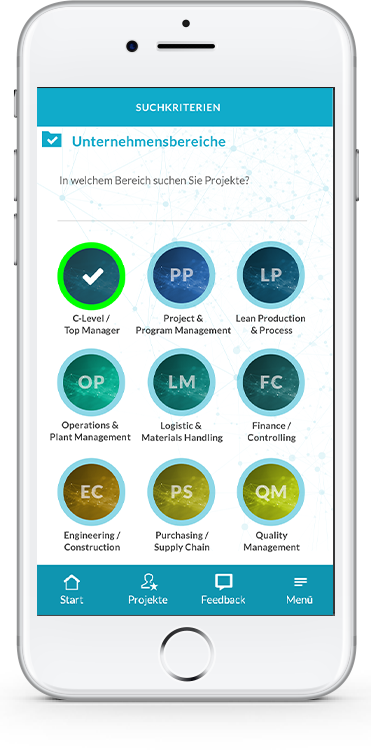 SUCHKRITERIEN
Unternehmensbereiche
In welchem Bereich suchen Sie Projekte?
PP
LP
C-Level /
Top Manager
Project &
Program Management
Lean Production
& Process
OP
LM
FC
Operations &
Plant Management
Logistic &
Materials Handling
Finance /
Controlling
EC
PS
QM
Engineering /
Construction
Purchasing /
Supply Chain
Quality
Management
Start
Projekte
Feedback
Menü